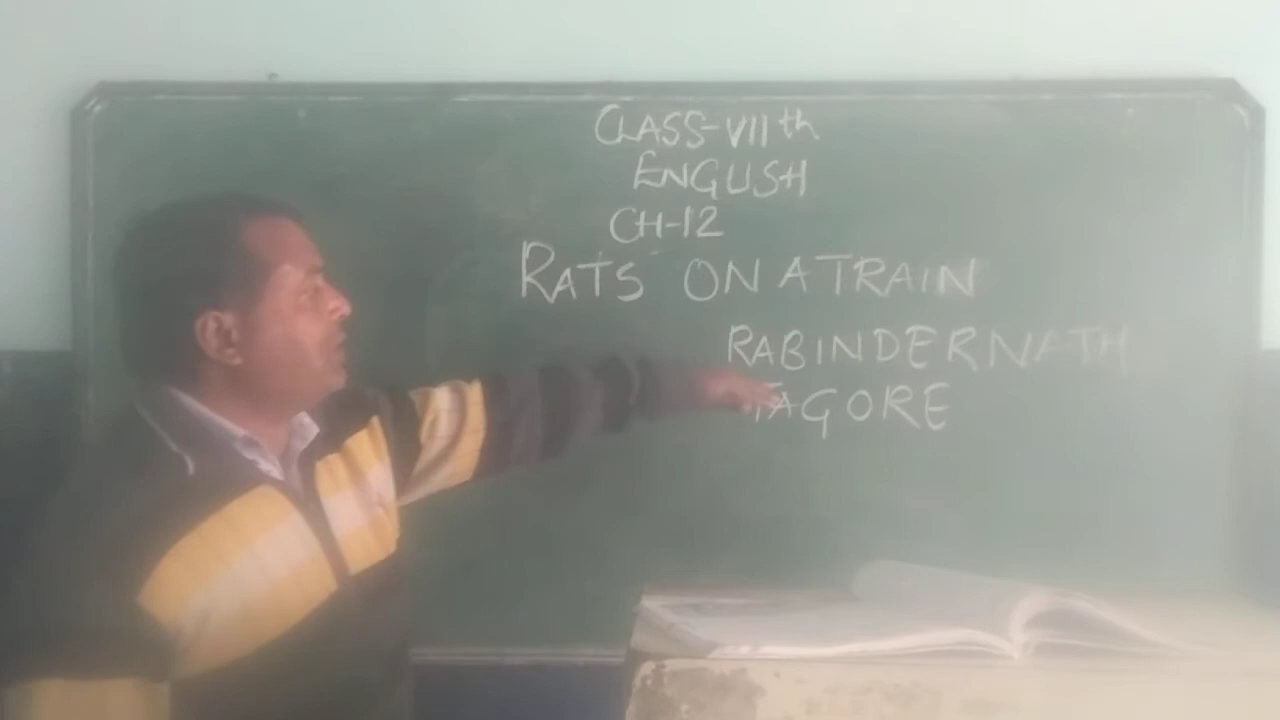 CLASS-VII th
ENGLISH
CH-12
RATS ON A TRAIN
RABINDERNATH
TAGORE